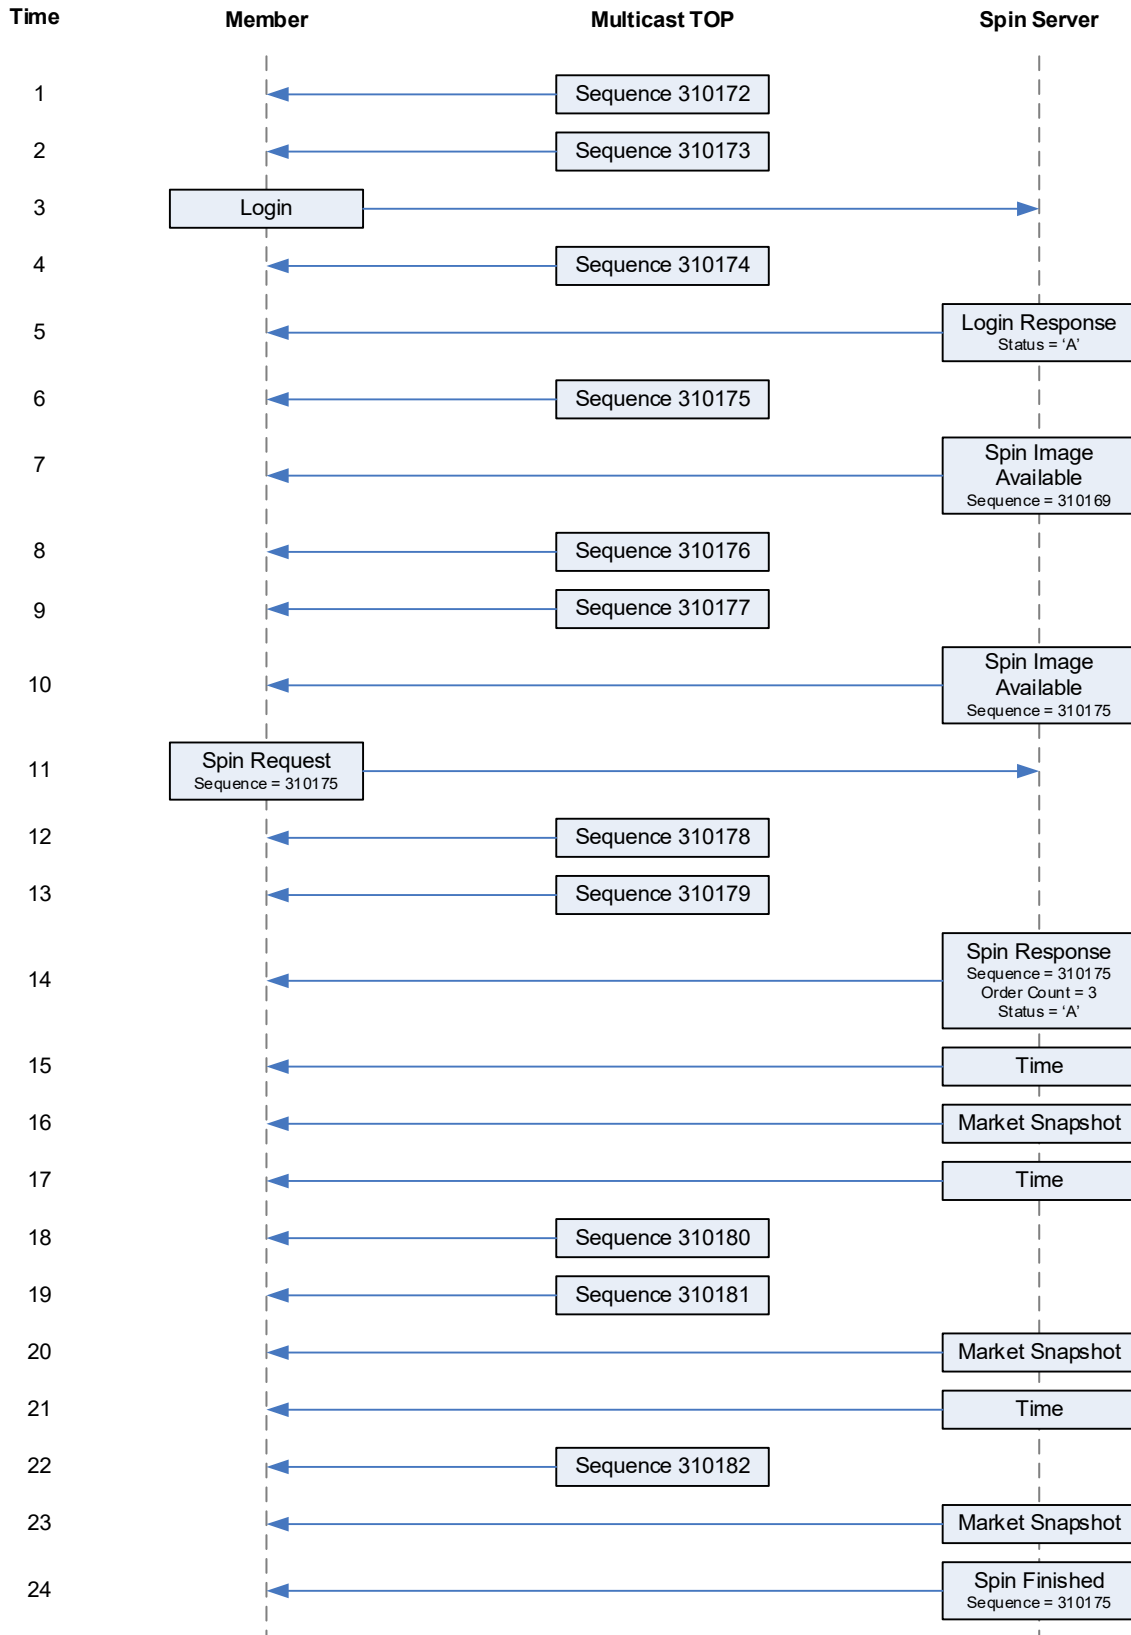 Time Member Multicast TOP Spin Server
1 Sequence 310172
2 Sequence 310173
3 Login
4 Sequence 310174
5 Login Response
Status = ‘A’
6 Sequence 310175
7 Spin Image
Available
Sequence = 310169
8 Sequence 310176
9 Sequence 310177
10 Spin Image
Available
Sequence = 310175
11 Spin Request
Sequence = 310175
12 Sequence 310178
13 Sequence 310179
14 Spin Response
Sequence = 310175
Order Count = 3
Status = ‘A’
15 Time
16 Market Snapshot
17 Time
18 Sequence 310180
19 Sequence 310181
20 Market Snapshot
21 Time
22 Sequence 310182
23 Market Snapshot
24 Spin Finished
Sequence = 310175